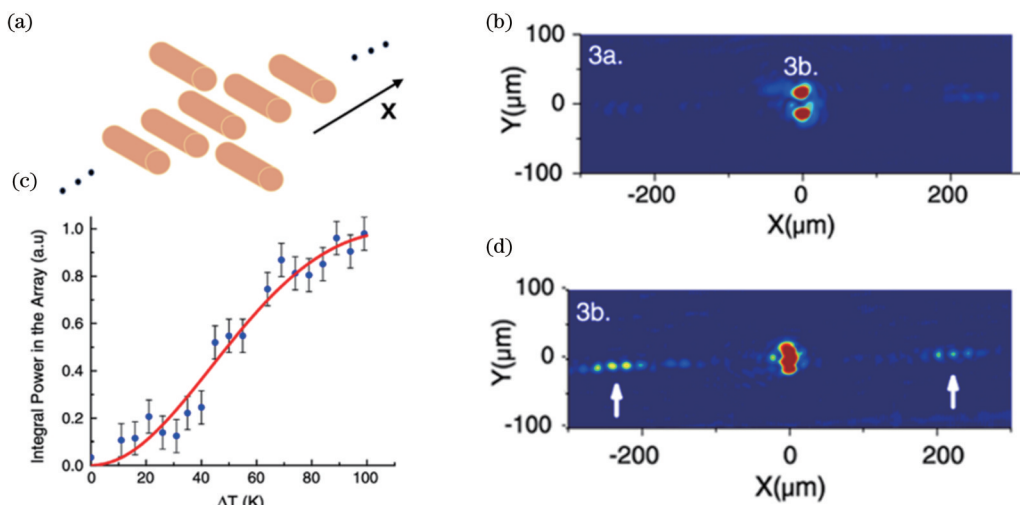 (a)
X
(b)
100
0
-100
Y(μm)
3a.
3b.
-200
0
200
X(μm)
(c)
1.0
0.8
0.6
0.4
0.2
0.0
Integral Power in the Array (a.u)
0
20
40
60
80
100
ΔT (K)
(d)
100
0
-100
Y(μm)
3b.
-200
0
200
X(μm)